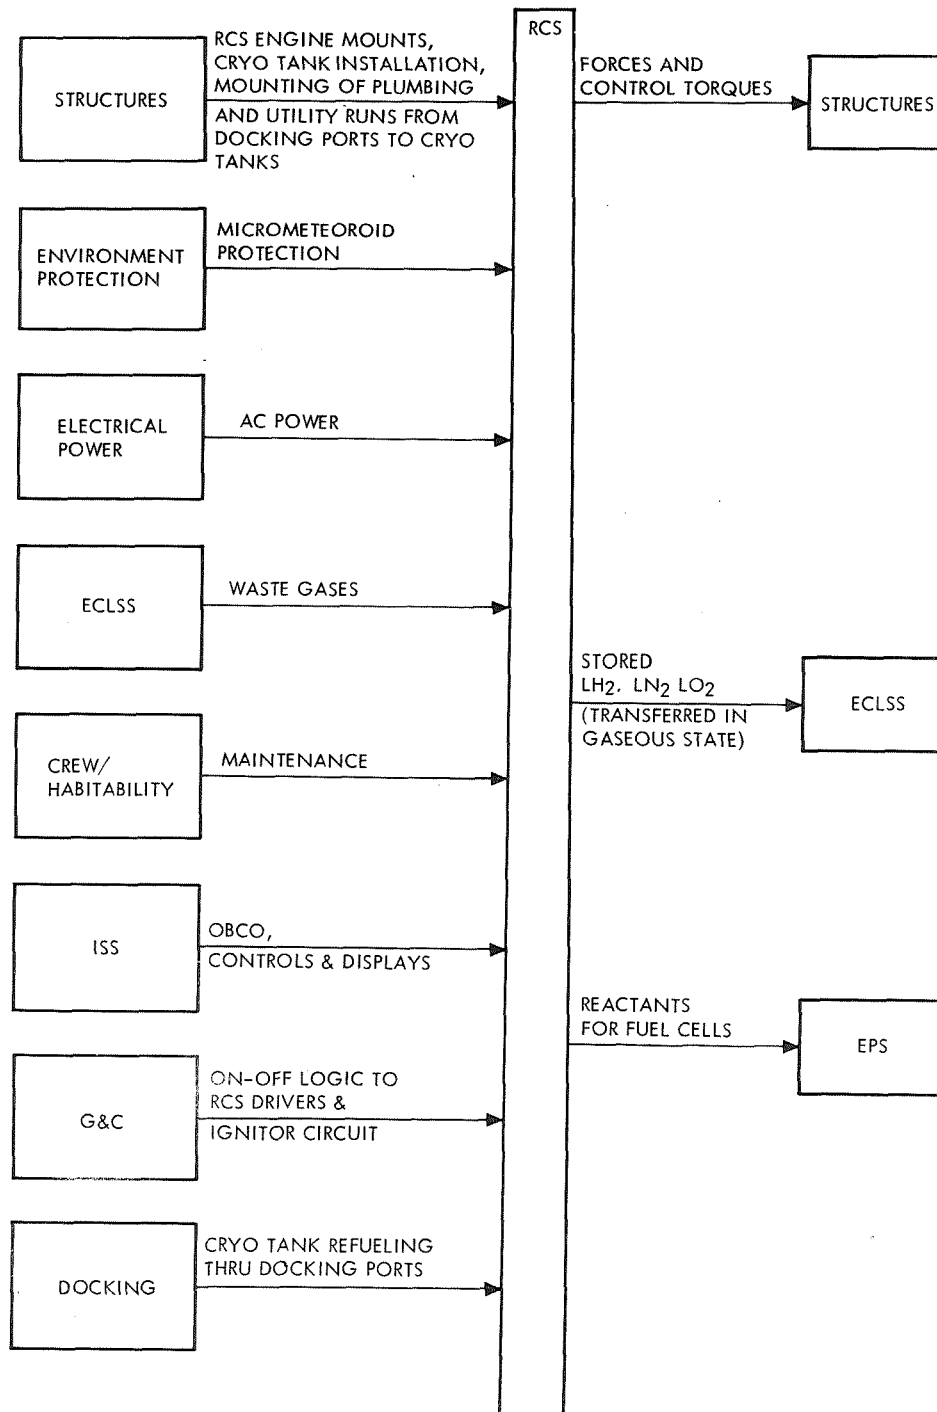 RCS
STRUCTURES
RCS ENGINE MOUNTS,
CRYO TANK INSTALLATION,
MOUNTING OF PLUMBING
AND UTILITY RUNS FROM
DOCKING PORTS TO CRYO
TANKS
FORCES AND
CONTROL TORQUES
STRUCTURES
ENVIRONMENT
PROTECTION
MICROMETEOROID
PROTECTION
ELECTRICAL
POWER
AC POWER
ECLSS
WASTE GASES
STORED
LH2. LN2 LO2
(TRANSFERRED IN
GASEOUS STATE)
ECLSS
CREW/
HABITABILITY
MAINTENANCE
ISS
OBCO,
CONTROLS & DISPLAYS
REACTANTS
FOR FUEL CELLS
EPS
G&C
ON-OFF LOGIC TO
RCS DRIVERS &
IGNITOR CIRCUIT
DOCKING
CRYO TANK REFUELING
THRU DOCKING PORTS